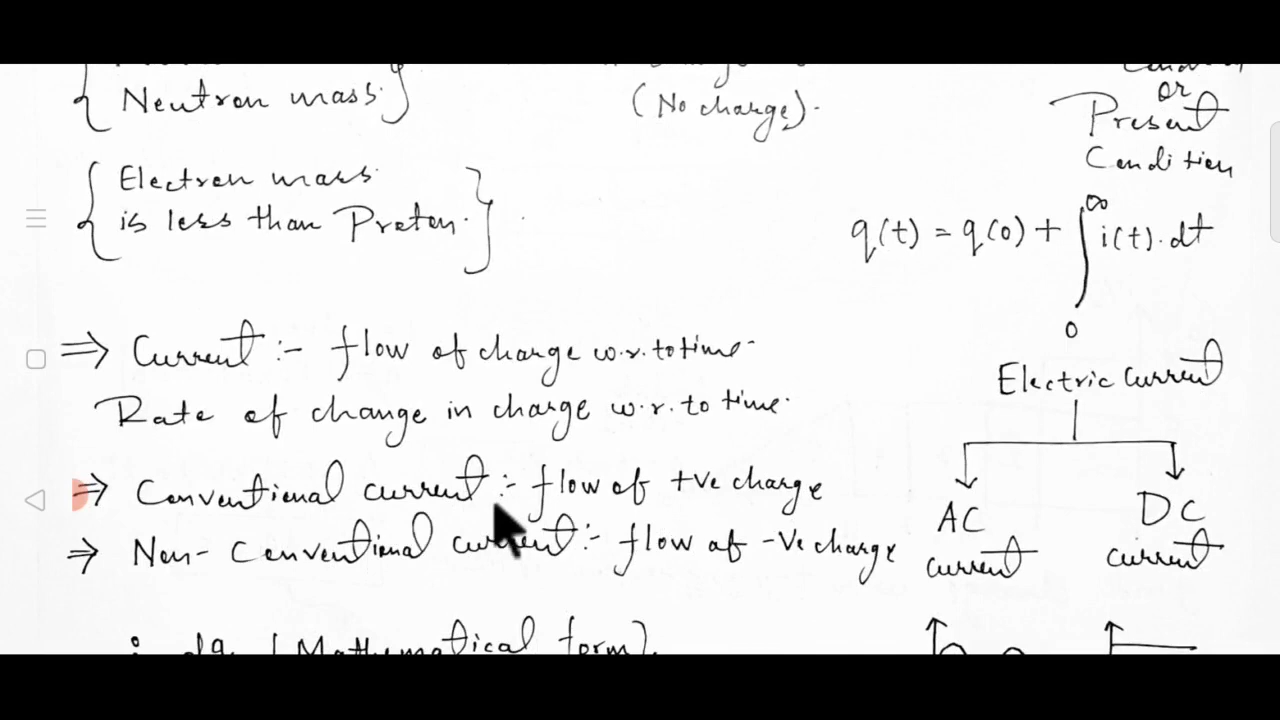 Neutron mass.
(No charge).
or
Present
Condition
Electron mass
is less than Proton.
q(t) = q(0) + ∫ i(t).dt
∞
0
⇒ Current :- flow of charge w.r. to time.
Rate of change in charge w.r. to time.
⇒ Conventional current :- flow of +ve charge
⇒ Non-Conventional current :- flow of -ve charge
Electric current
AC
current
DC
current
(Mathematical form).